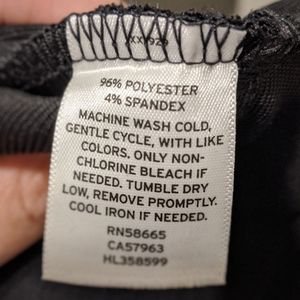 96% POLYESTER
4% SPANDEX
MACHINE WASH COLD,
GENTLE CYCLE, WITH LIKE
COLORS. ONLY NON-
CHLORINE BLEACH IF
NEEDED. TUMBLE DRY
LOW, REMOVE PROMPTLY.
COOL IRON IF NEEDED.
RN58665
CA57963
HL358599